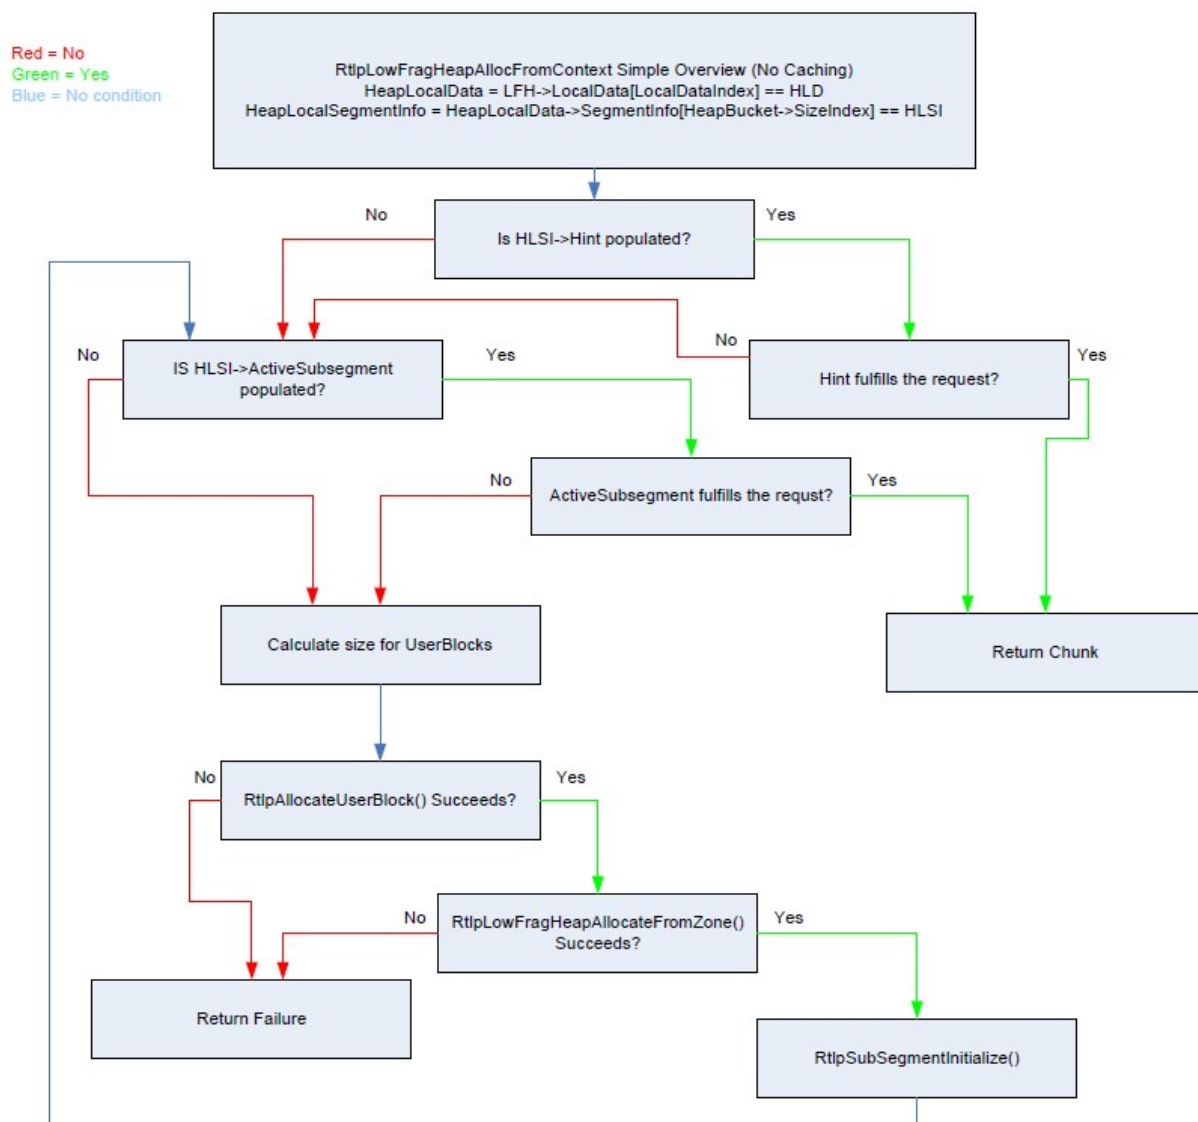 Red = No
Green = Yes
Blue = No condition
RtlpLowFragHeapAllocFromContext Simple Overview (No Caching)
HeapLocalData = LFH->LocalData[LocalDataIndex] == HLD
HeapLocalSegmentInfo = HeapLocalData->SegmentInfo[HeapBucket->SizeIndex] == HLSI
No
Yes
Is HLSI->Hint populated?
No
Yes
No
Yes
IS HLSI->ActiveSubsegment
populated?
Hint fulfills the request?
No
Yes
ActiveSubsegment fulfills the requst?
Calculate size for UserBlocks
Return Chunk
No
Yes
RtlpAllocateUserBlock() Succeeds?
No
Yes
RtlpLowFragHeapAllocateFromZone()
Succeeds?
Return Failure
RtlpSubSegmentInitialize()